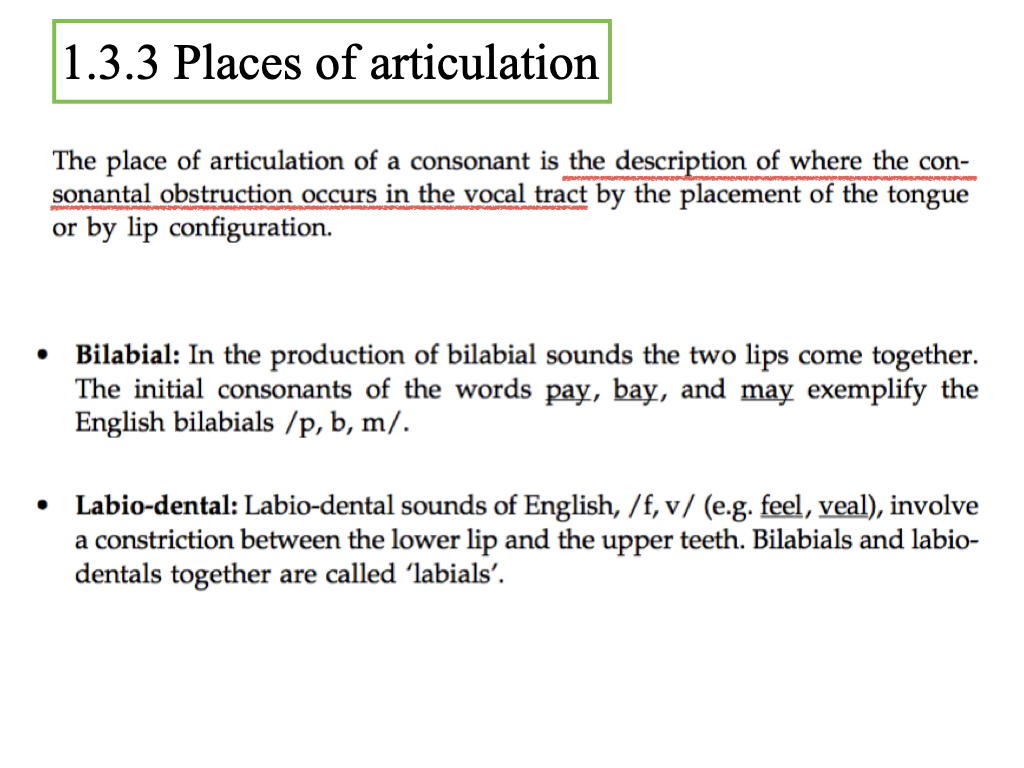 1.3.3 Places of articulation
The place of articulation of a consonant is the description of where the con-
sonantal obstruction occurs in the vocal tract by the placement of the tongue
or by lip configuration.
• Bilabial: In the production of bilabial sounds the two lips come together.
The initial consonants of the words pay, bay, and may exemplify the
English bilabials /p, b, m/.
• Labio-dental: Labio-dental sounds of English, /f, v/ (e.g. feel, veal), involve
a constriction between the lower lip and the upper teeth. Bilabials and labio-
dentals together are called ‘labials’.